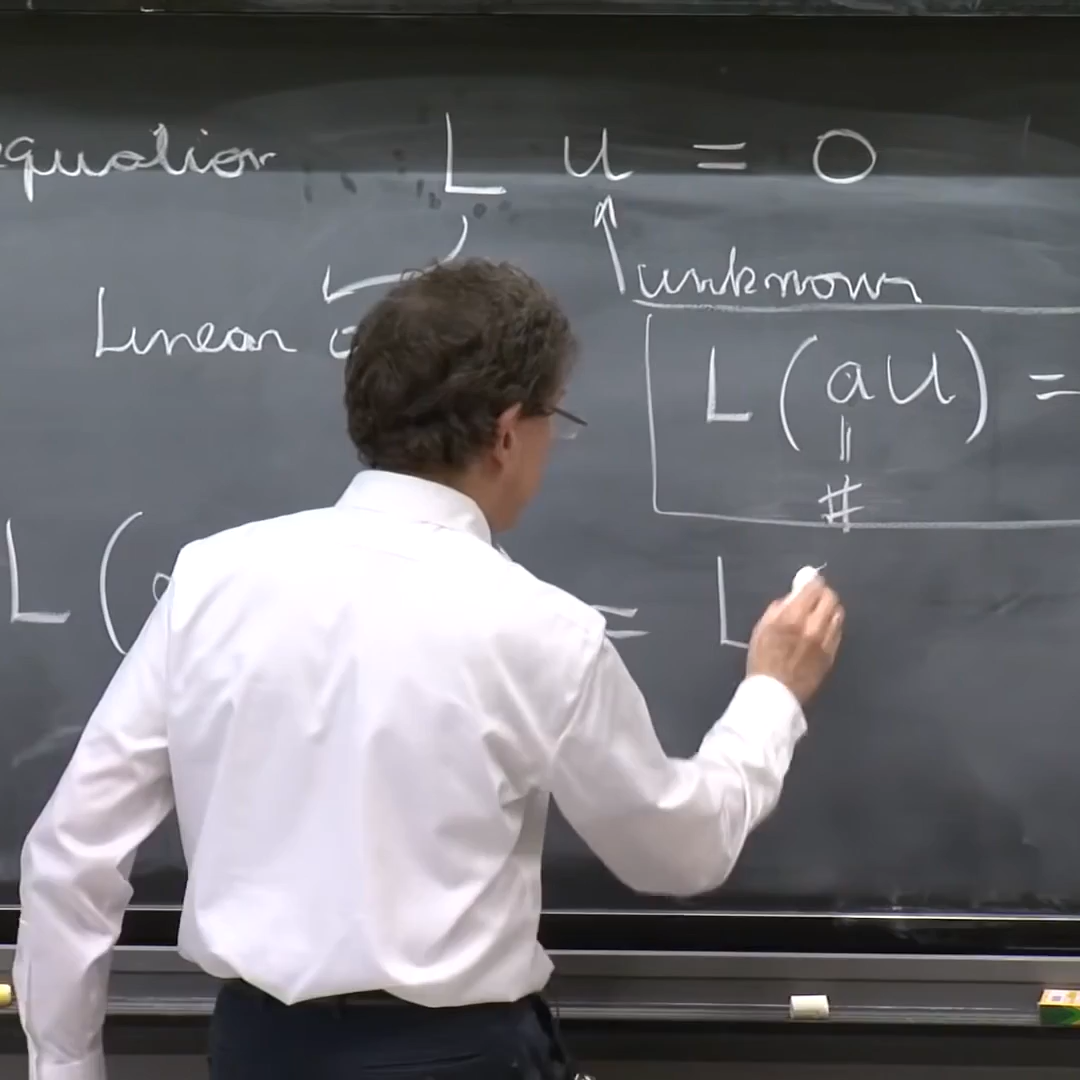 equation L u = 0
unknown
Linear
L (a u) =
||
#
L ( = L